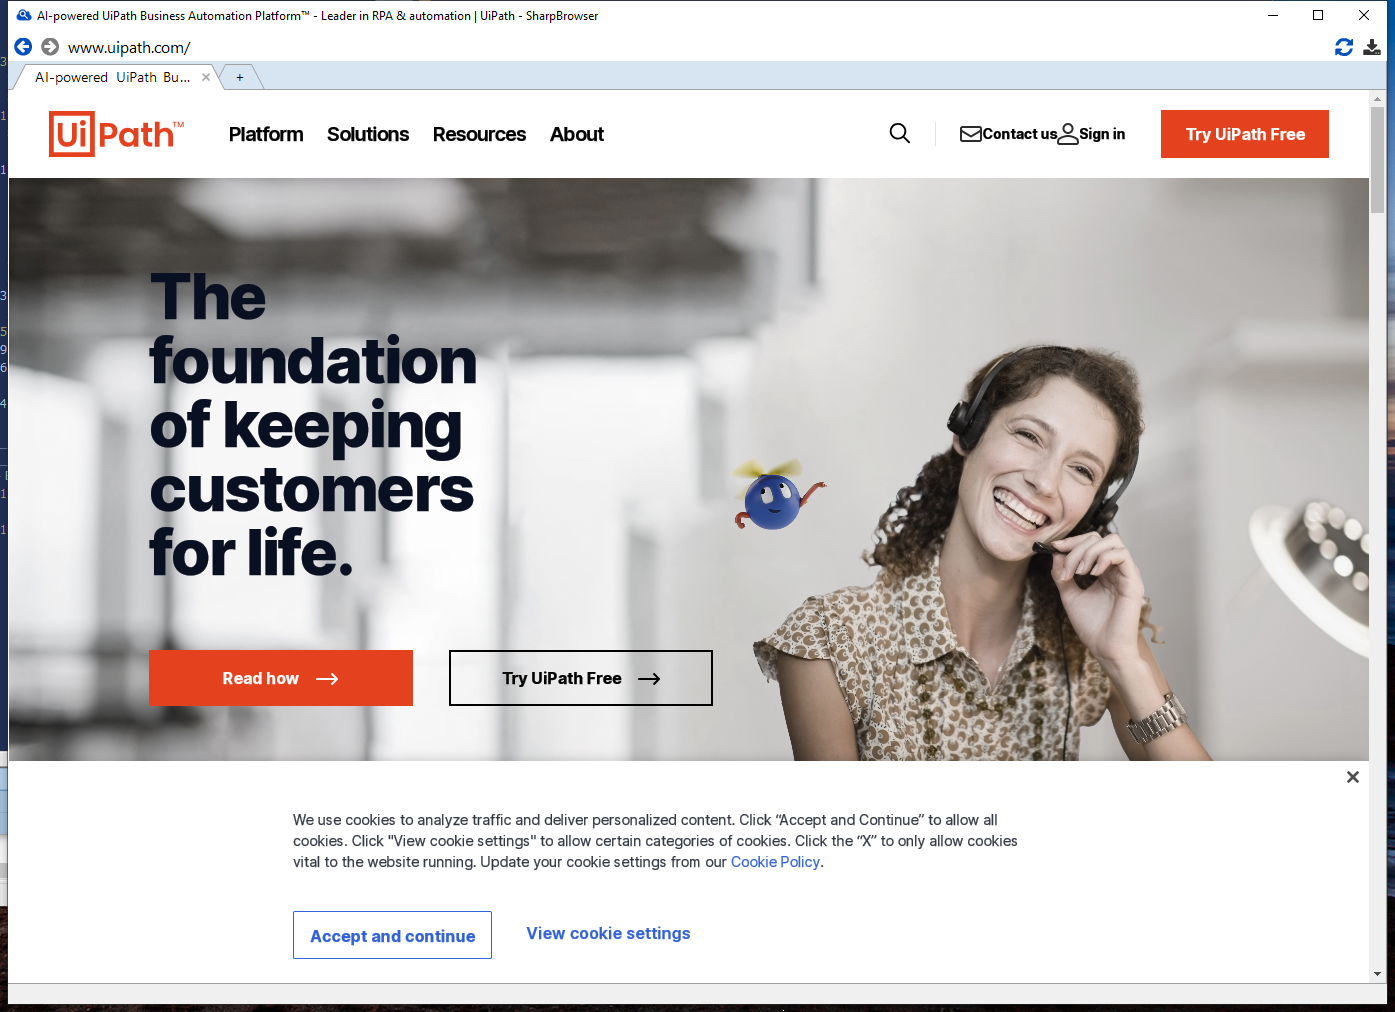 AI-powered UiPath Business Automation Platform™ - Leader in RPA & automation | UiPath - SharpBrowser
www.uipath.com/
AI-powered UiPath Bu...
+
Ui Path™
Platform
Solutions
Resources
About
Contact us
Sign in
Try UiPath Free
The
foundation
of keeping
customers
for life.
Read how
Try UiPath Free
We use cookies to analyze traffic and deliver personalized content. Click “Accept and Continue” to allow all
cookies. Click "View cookie settings" to allow certain categories of cookies. Click the “X” to only allow cookies
vital to the website running. Update your cookie settings from our Cookie Policy.
Accept and continue
View cookie settings